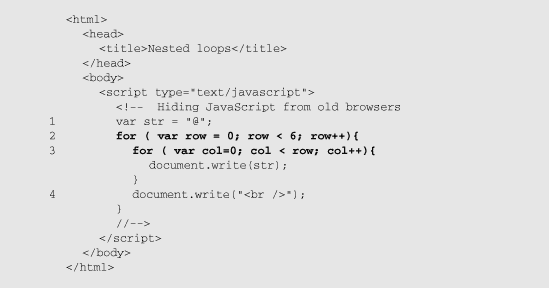 <html>
<head>
<title>Nested loops</title>
</head>
<body>
<script type="text/javascript">
<!--  Hiding JavaScript from old browsers
1 var str = "@";
2 for ( var row = 0; row < 6; row++){
3 for ( var col=0; col < row; col++){
document.write(str);
}
4 document.write("<br />");
}
//-->
</script>
</body>
</html>